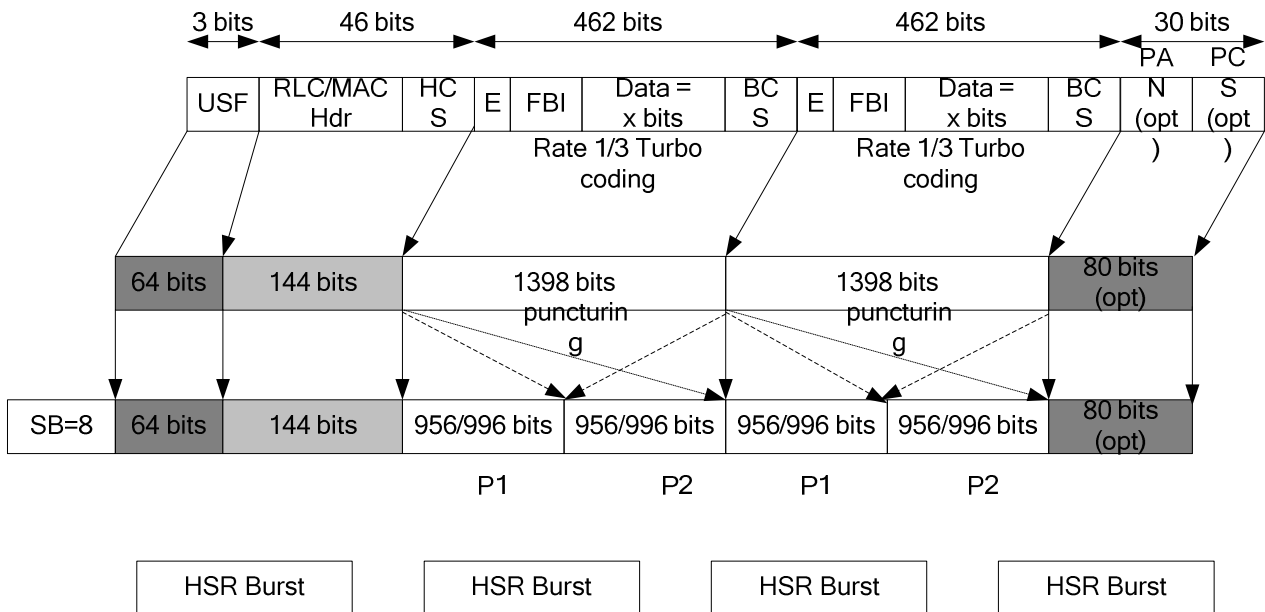 3 bits 46 bits 462 bits 462 bits 30 bits
USF
RLC/MAC
Hdr
HC
S
E
FBI
Data =
x bits
BC
S
E
FBI
Data =
x bits
BC
S
PA
N
(opt
)
PC
S
(opt
)
Rate 1/3 Turbo
coding
Rate 1/3 Turbo
coding
64 bits
144 bits
1398 bits
puncturin
g
1398 bits
puncturin
g
80 bits
(opt)
SB=8
64 bits
144 bits
956/996 bits
956/996 bits
956/996 bits
956/996 bits
80 bits
(opt)
P1 P2 P1 P2
HSR Burst HSR Burst HSR Burst HSR Burst